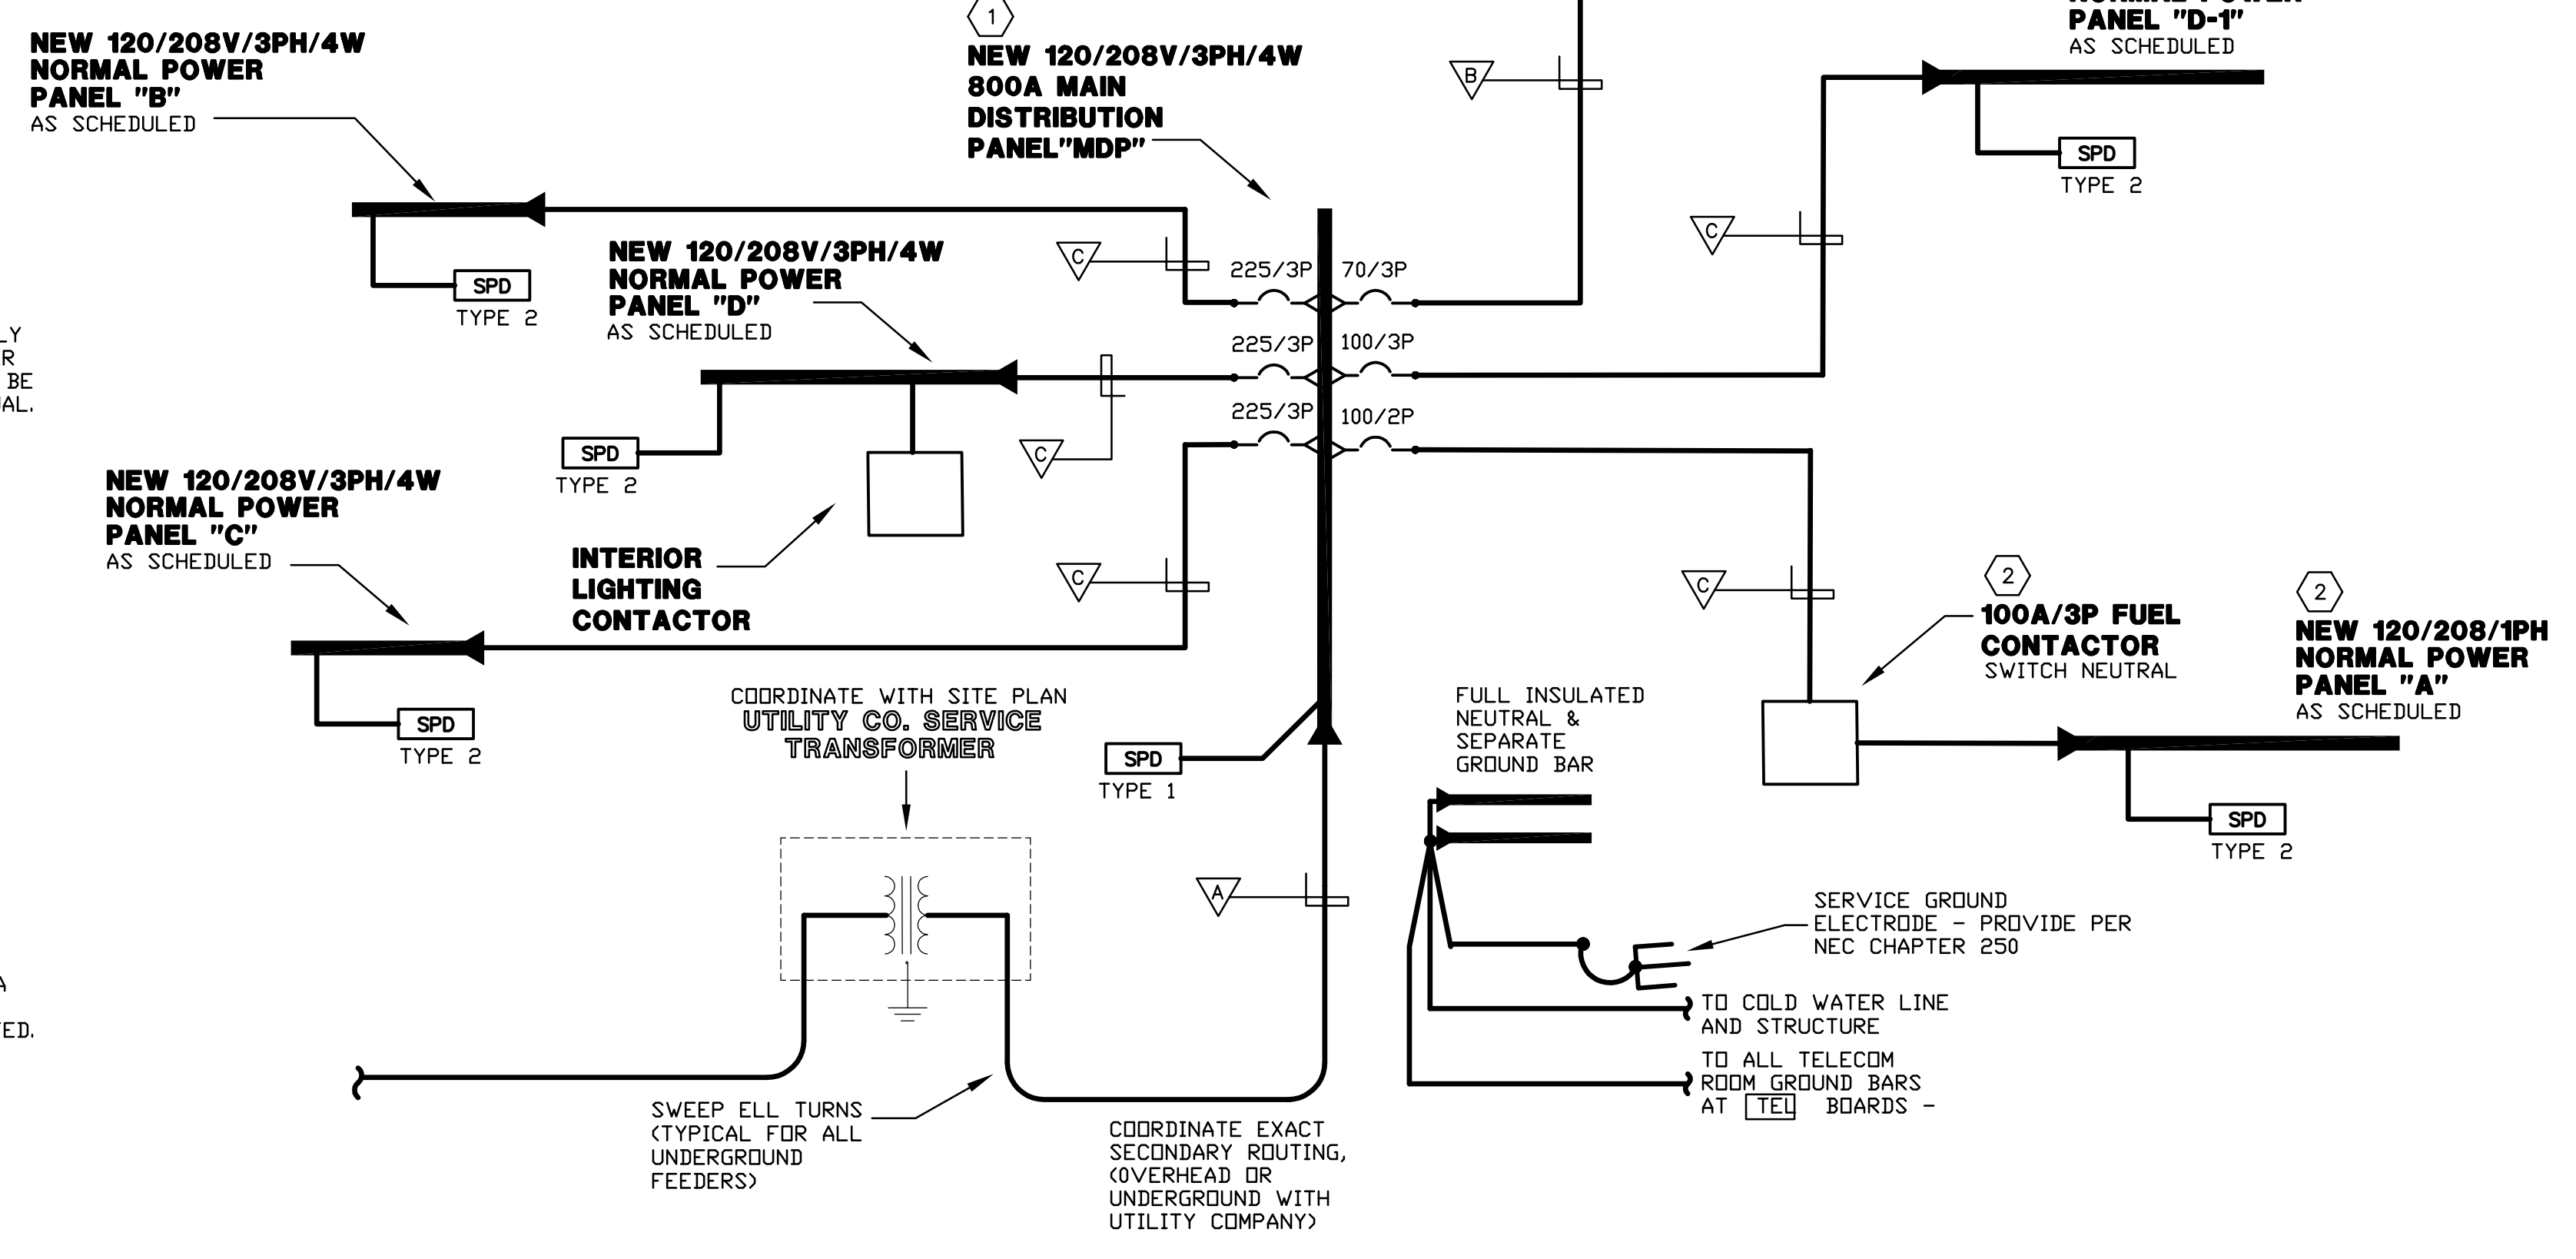 NEW 120/208V/3PH/4W
NORMAL POWER
PANEL "B"
AS SCHEDULED
SPD
TYPE 2
LY
R
BE
JAL.
1
NEW 120/208V/3PH/4W
800A MAIN
DISTRIBUTION
PANEL"MDP"
B
PANEL "D-1"
AS SCHEDULED
SPD
TYPE 2
C
NEW 120/208V/3PH/4W
NORMAL POWER
PANEL "D"
AS SCHEDULED
C
225/3P
70/3P
225/3P
100/3P
225/3P
100/2P
SPD
TYPE 2
C
INTERIOR
LIGHTING
CONTACTOR
NEW 120/208V/3PH/4W
NORMAL POWER
PANEL "C"
AS SCHEDULED
SPD
TYPE 2
C
C
2
100A/3P FUEL
CONTACTOR
SWITCH NEUTRAL
2
NEW 120/208/1PH
NORMAL POWER
PANEL "A"
AS SCHEDULED
SPD
TYPE 2
COORDINATE WITH SITE PLAN
UTILITY CO. SERVICE
TRANSFORMER
SPD
TYPE 1
FULL INSULATED
NEUTRAL &
SEPARATE
GROUND BAR
A
SERVICE GROUND
ELECTRODE - PROVIDE PER
NEC CHAPTER 250
TO COLD WATER LINE
AND STRUCTURE
TO ALL TELECOM
ROOM GROUND BARS
AT TEL BOARDS -
A
TED.
SWEEP ELL TURNS
(TYPICAL FOR ALL
UNDERGROUND
FEEDERS)
COORDINATE EXACT
SECONDARY ROUTING,
(OVERHEAD OR
UNDERGROUND WITH
UTILITY COMPANY)